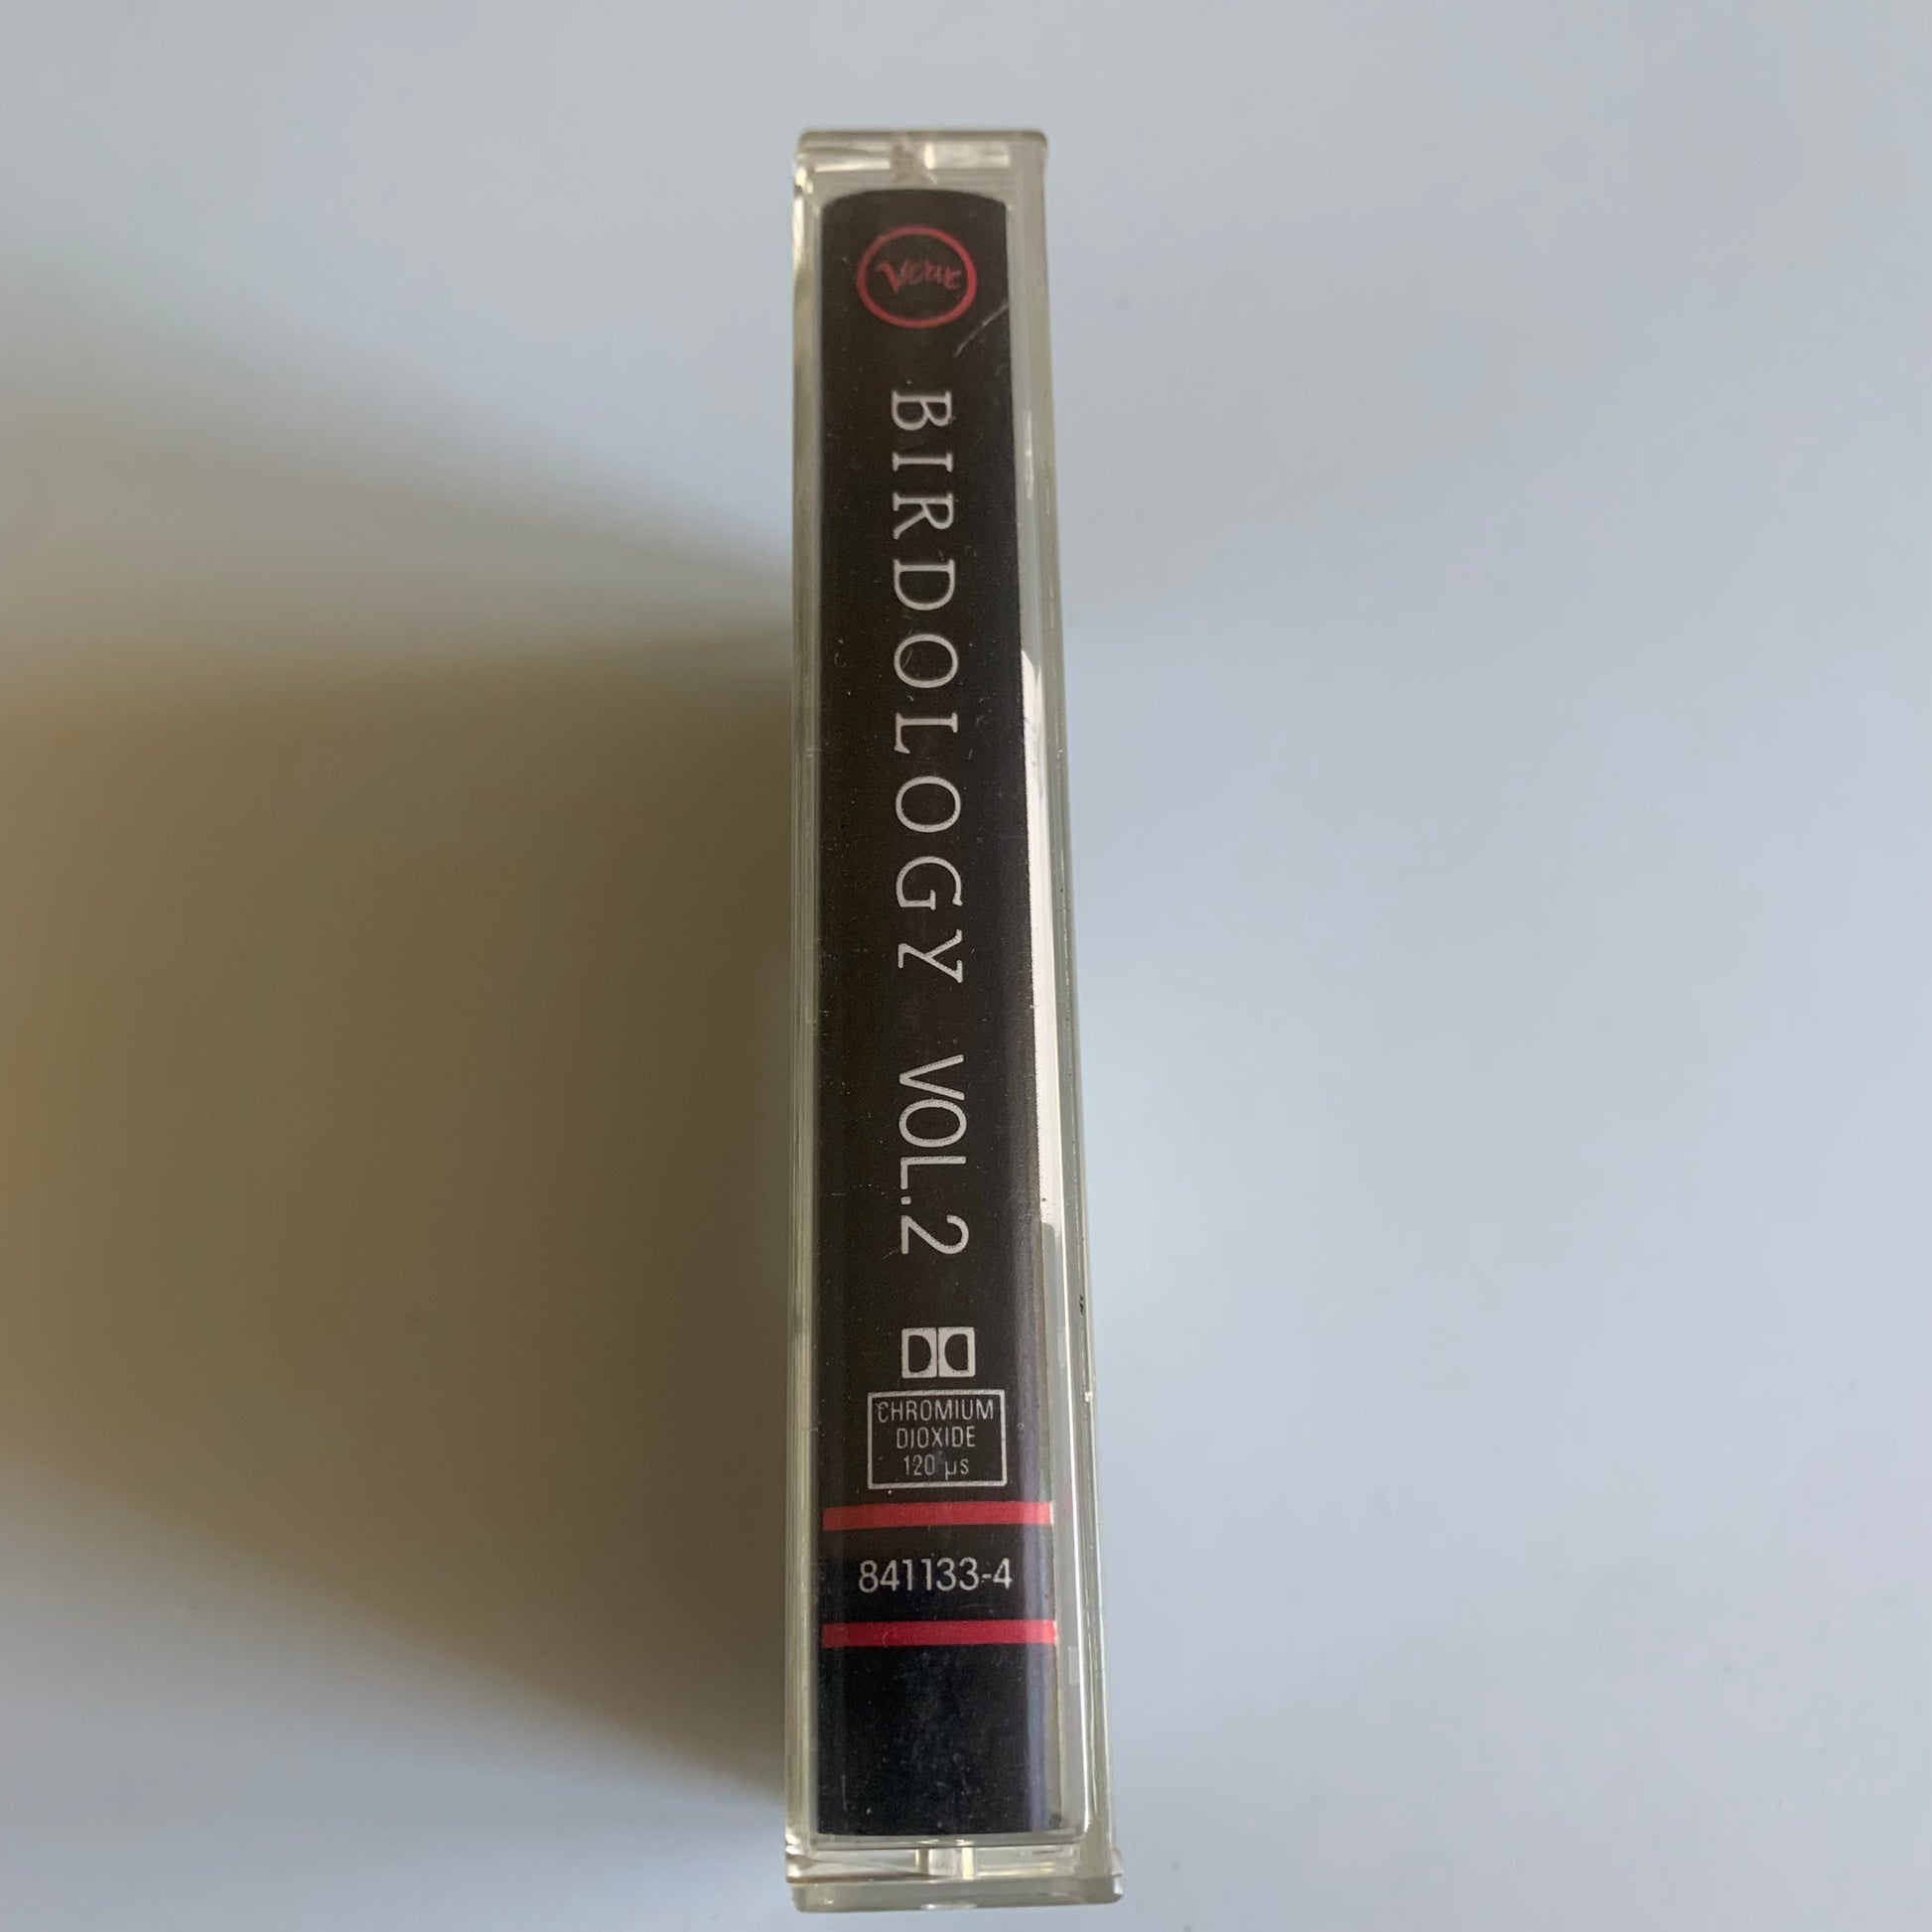 Verve
BIRDOLOGY VOL.2
CHROMIUM
DIOXIDE
120 µs
841133-4